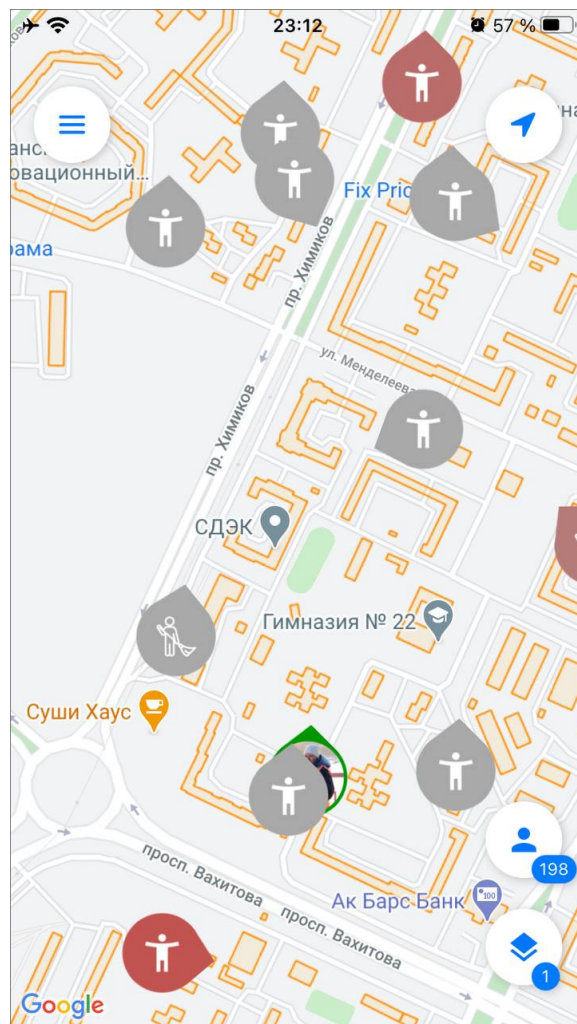 23:12
57 %
овационный...
Fix Pric
рама
пр. Химиков
ул. Менделеева
пр. Химиков
СДЭК
Гимназия № 22
Суши Хаус
198
просп. Вахитова
Ак Барс Банк
100
просп. Вахитова
1
Google